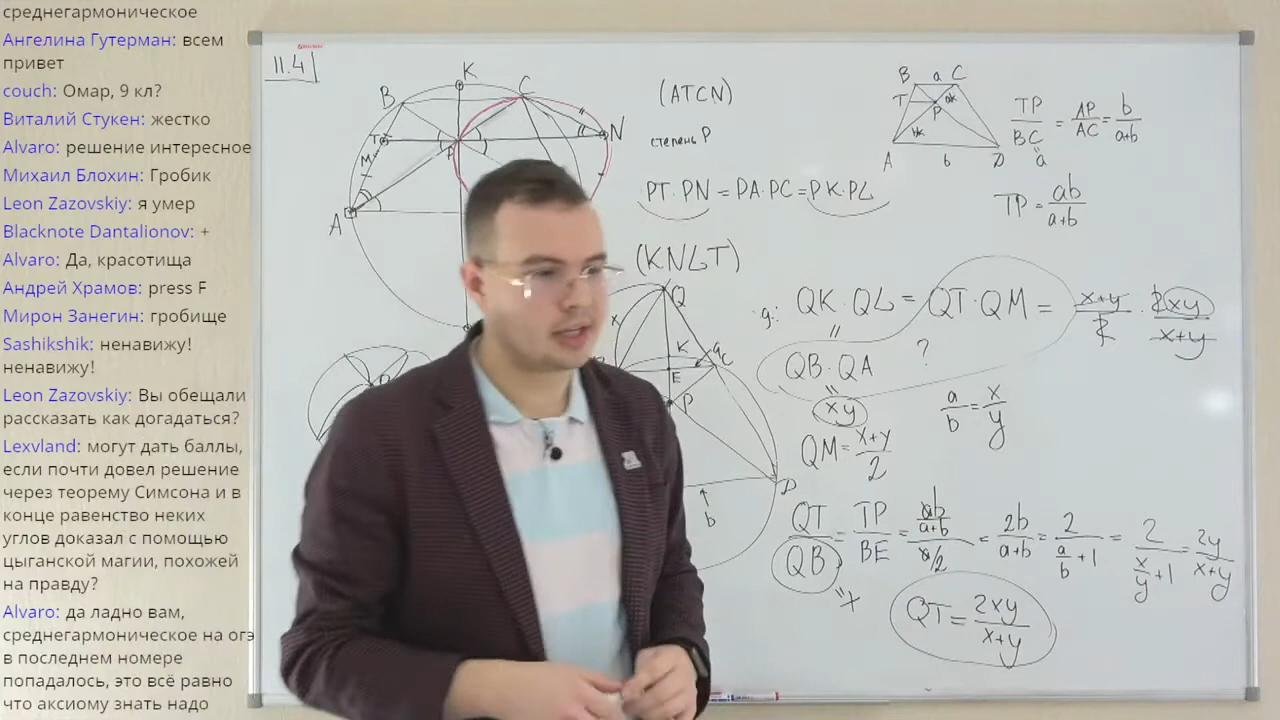 среднегармоническое
Ангелина Гутерман: всем
привет
couch: Омар, 9 кл?
Виталий Стукен: жестко
Alvaro: решение интересное
Михаил Блохин: Гробик
Leon Zazovskiy: я умер
Blacknote Dantalionov: +
Alvaro: Да, красотища
Андрей Храмов: press F
Мирон Занегин: гробище
Sashikshik: ненавижу!
ненавижу!
Leon Zazovskiy: Вы обещали
рассказать как догадаться?
Lexvland: могут дать баллы,
если почти довел решение
через теорему Симсона и в
конце равенство неких
углов доказал с помощью
цыганской магии, похожей
на правду?
Alvaro: да ладно вам,
среднегармоническое на огэ
в последнем номере
попадалось, это всё равно
что аксиому знать надо
11.4
K
B
C
T
P
N
M
A
(ATCN)
степень P
PT·PN = PA·PC = PK·PL
(KNLT)
B a C
T
P
A b D
TP/BC = AP/AC = b/(a+b)
a
TP = ab/(a+b)
Q
x
K
C
E
P
D
b
g:
QK·QL = QT·QM = (x+y)/2 · 2xy/(x+y)
QB·QA
?
xy
a/b = x/y
QM = (x+y)/2
QT/QB = TP/BE = (ab/(a+b))/(a/2) = 2b/(a+b) = 2/(a/b+1) = 2/(x/y+1) = 2y/(x+y)
x
QT = 2xy/(x+y)